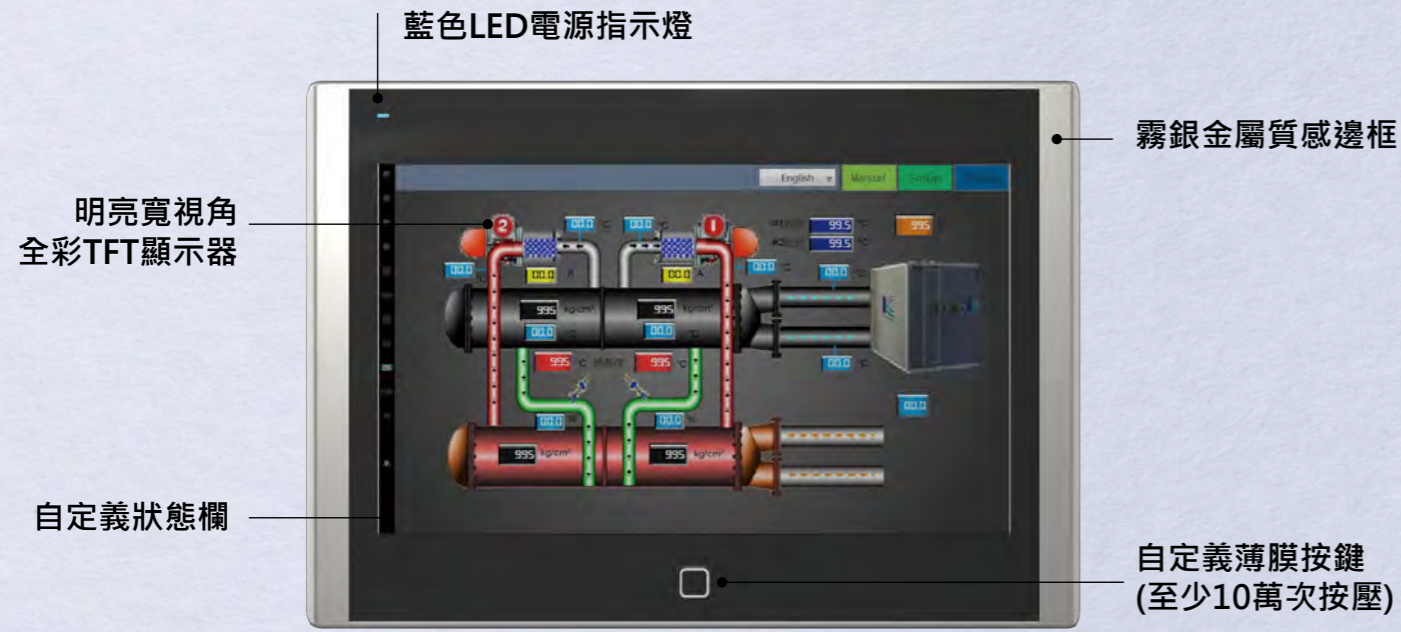 藍色LED電源指示燈
霧銀金屬質感邊框
明亮寬視角
全彩TFT顯示器
自定義狀態欄
自定義薄膜按鍵
(至少10萬次按壓)
English
Manual
2
00.0 °C
00.0 °C
1
99.5 °C
995
99.5 °C
00.0 °C
00.0
00.0 A
00.0 °C
00.0 °C
995 kg/cm²
995 kg/cm²
00.0 °C
00.0 °C
995 °C
995 °C
00.0 °C
00.0
00.0 %
00.0 %
995 kg/cm²
995 kg/cm²